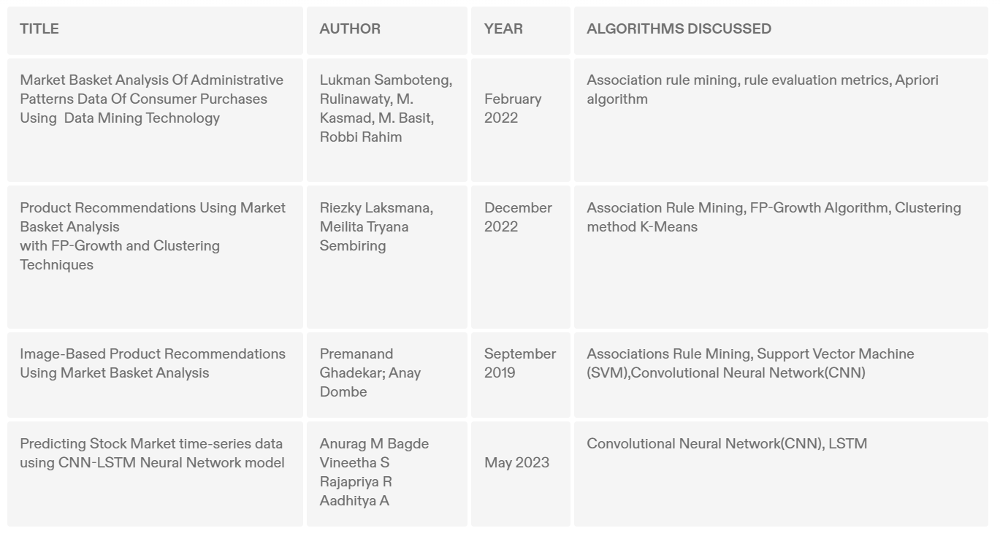 TITLE
AUTHOR
YEAR
ALGORITHMS DISCUSSED
Market Basket Analysis Of Administrative
Patterns Data Of Consumer Purchases
Using  Data Mining Technology
Lukman Samboteng,
Rulinawaty, M.
Kasmad, M. Basit,
Robbi Rahim
February
2022
Association rule mining, rule evaluation metrics, Apriori
algorithm
Product Recommendations Using Market
Basket Analysis
with FP-Growth and Clustering
Techniques
Riezky Laksmana,
Meilita Tryana
Sembiring
December
2022
Association Rule Mining, FP-Growth Algorithm, Clustering
method K-Means
Image-Based Product Recommendations
Using Market Basket Analysis
Premanand
Ghadekar; Anay
Dombe
September
2019
Associations Rule Mining, Support Vector Machine
(SVM),Convolutional Neural Network(CNN)
Predicting Stock Market time-series data
using CNN-LSTM Neural Network model
Anurag M Bagde
Vineetha S
Rajapriya R
Aadhitya A
May 2023
Convolutional Neural Network(CNN), LSTM